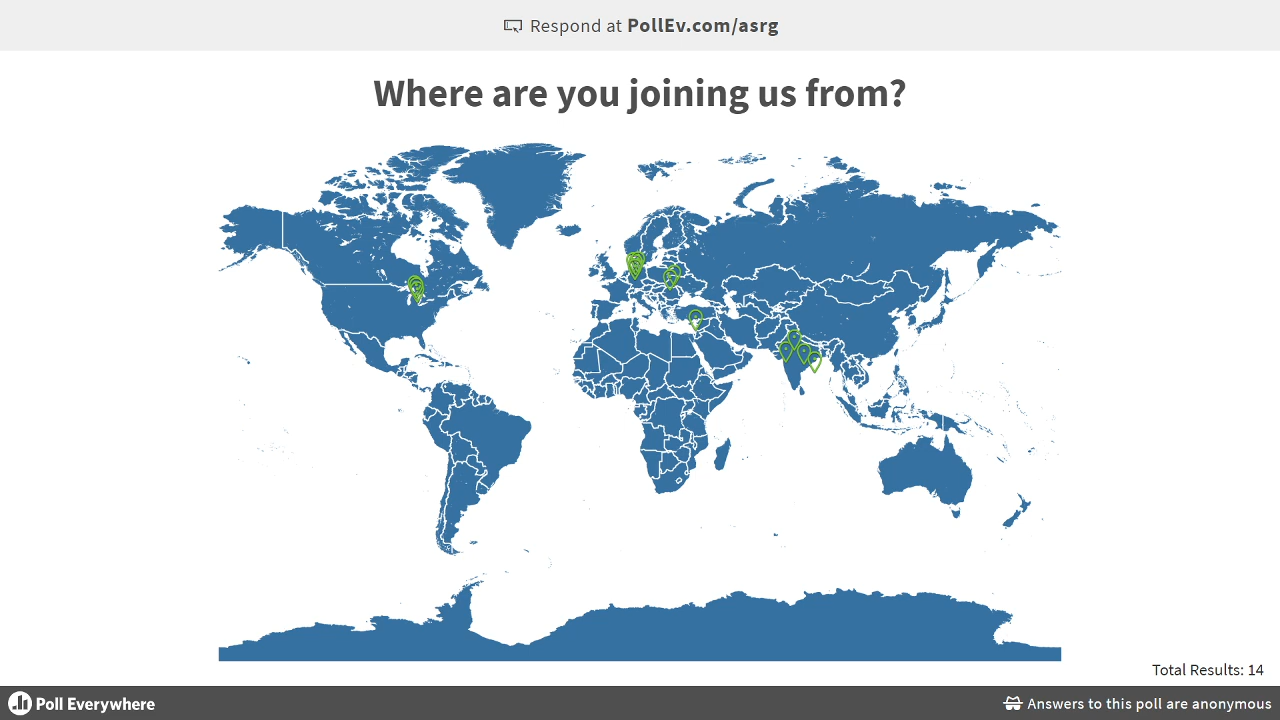 Respond at PollEv.com/asrg
Where are you joining us from?
Total Results: 14
Poll Everywhere
Answers to this poll are anonymous